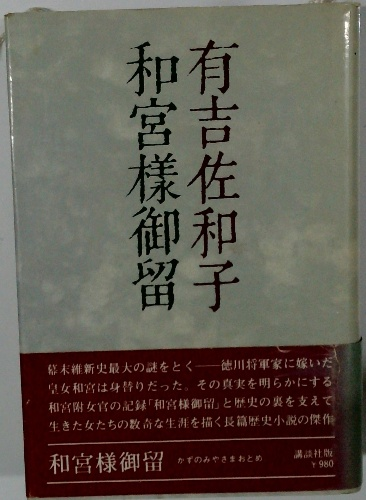 有吉佐和子
和宮様御留
幕末維新史最大の謎をとく——徳川将軍家に嫁いだ
皇女和宮は身替りだった。その真実を明らかにする
和宮附女官の記録「和宮様御留」と歴史の裏を支えて
生きた女たちの数奇な生涯を描く長篇歴史小説の傑作
和宮様御留 かずのみやさまおとめ
講談社版
￥980